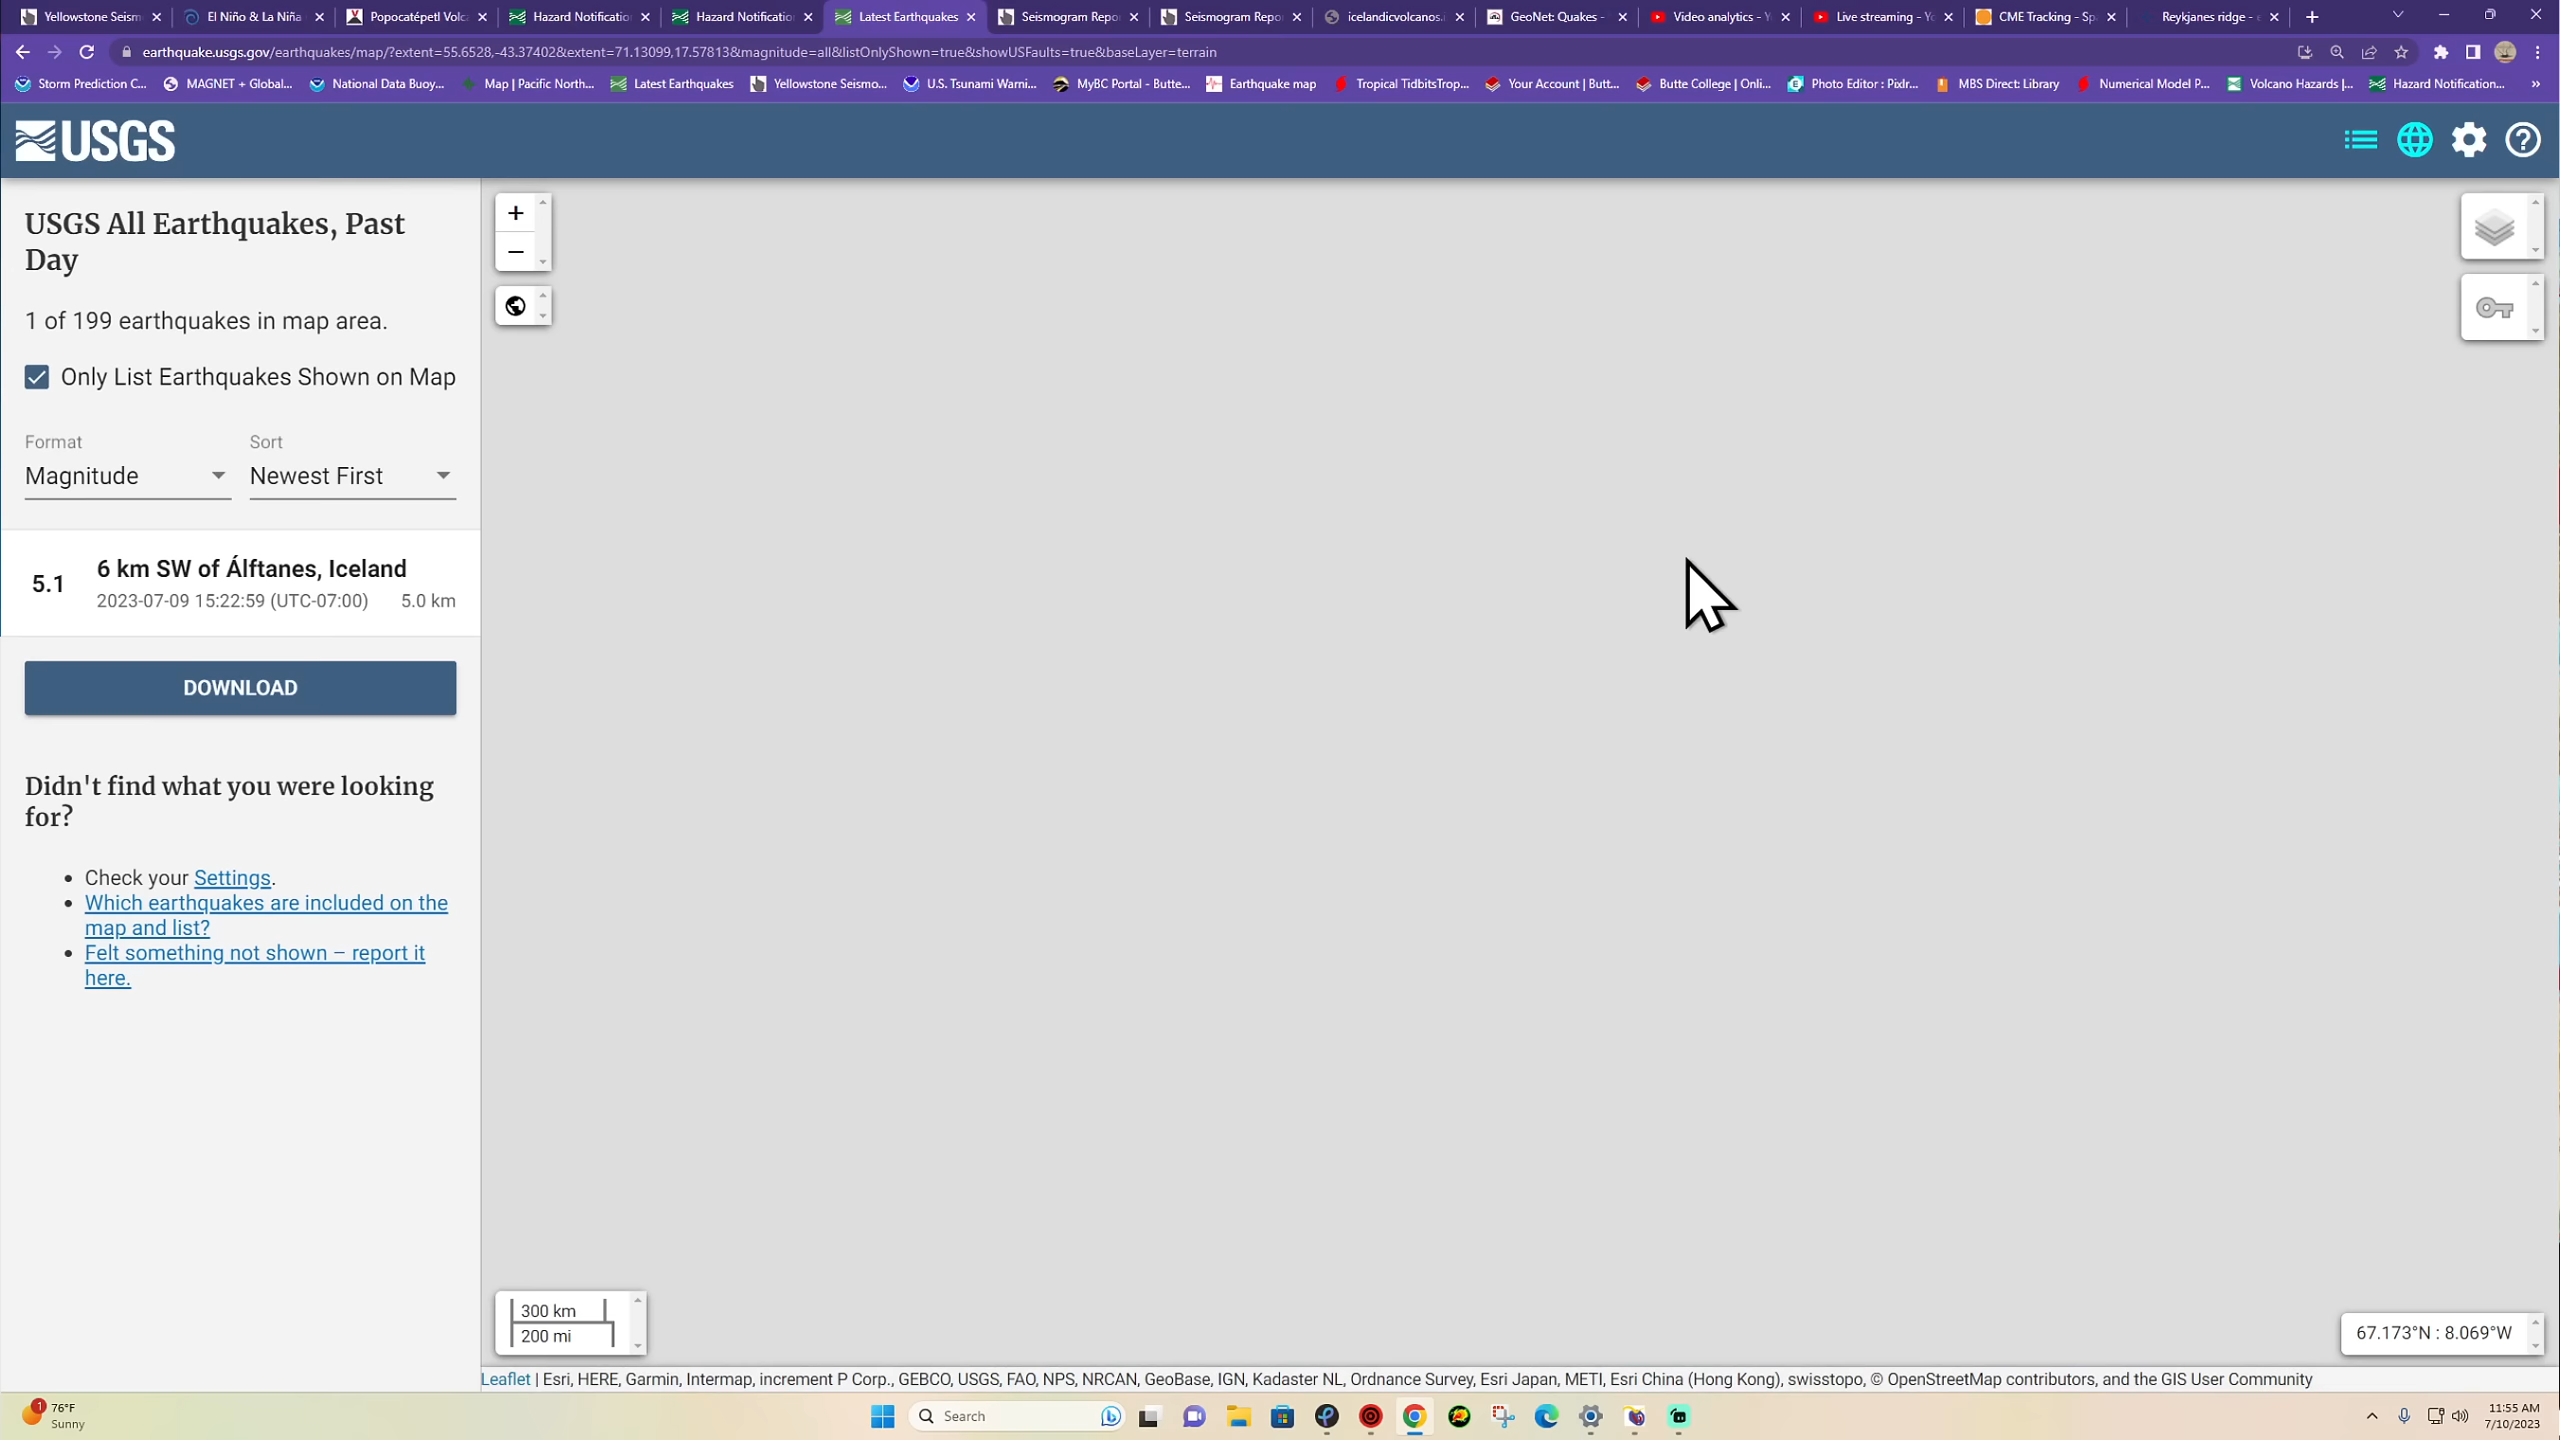 Yellowstone Seism
El Niño & La Niña
Popocatépetl Volc
Hazard Notificatio
Hazard Notification
Latest Earthquakes
Seismogram Repo
Seismogram Repo
icelandicvolcanos.i
GeoNet: Quakes -
Video analytics - Y
Live streaming - Yo
CME Tracking - Sp
Reykjanes ridge - e
earthquake.usgs.gov/earthquakes/map/?extent=55.6528,-43.37402&extent=71.13099,17.57813&magnitude=all&listOnlyShown=true&showUSFaults=true&baseLayer=terrain
Storm Prediction C...
MAGNET + Global...
National Data Buoy...
Map | Pacific North...
Latest Earthquakes
Yellowstone Seismo...
U.S. Tsunami Warni...
MyBC Portal - Butte...
Earthquake map
Tropical TidbitsTrop...
Your Account | Butt...
Butte College | Onli...
Photo Editor : Pixlr...
MBS Direct: Library
Numerical Model P...
Volcano Hazards |...
Hazard Notification...
»
USGS
USGS All Earthquakes, Past
Day
1 of 199 earthquakes in map area.
Only List Earthquakes Shown on Map
Format
Sort
Magnitude
Newest First
5.1
6 km SW of Álftanes, Iceland
2023-07-09 15:22:59 (UTC-07:00) 5.0 km
DOWNLOAD
Didn't find what you were looking
for?
• Check your Settings.
• Which earthquakes are included on the
map and list?
• Felt something not shown – report it
here.
+
−
300 km
200 mi
67.173°N : 8.069°W
Leaflet | Esri, HERE, Garmin, Intermap, increment P Corp., GEBCO, USGS, FAO, NPS, NRCAN, GeoBase, IGN, Kadaster NL, Ordnance Survey, Esri Japan, METI, Esri China (Hong Kong), swisstopo, © OpenStreetMap contributors, and the GIS User Community
1
76°F
Sunny
Search
11:55 AM
7/10/2023